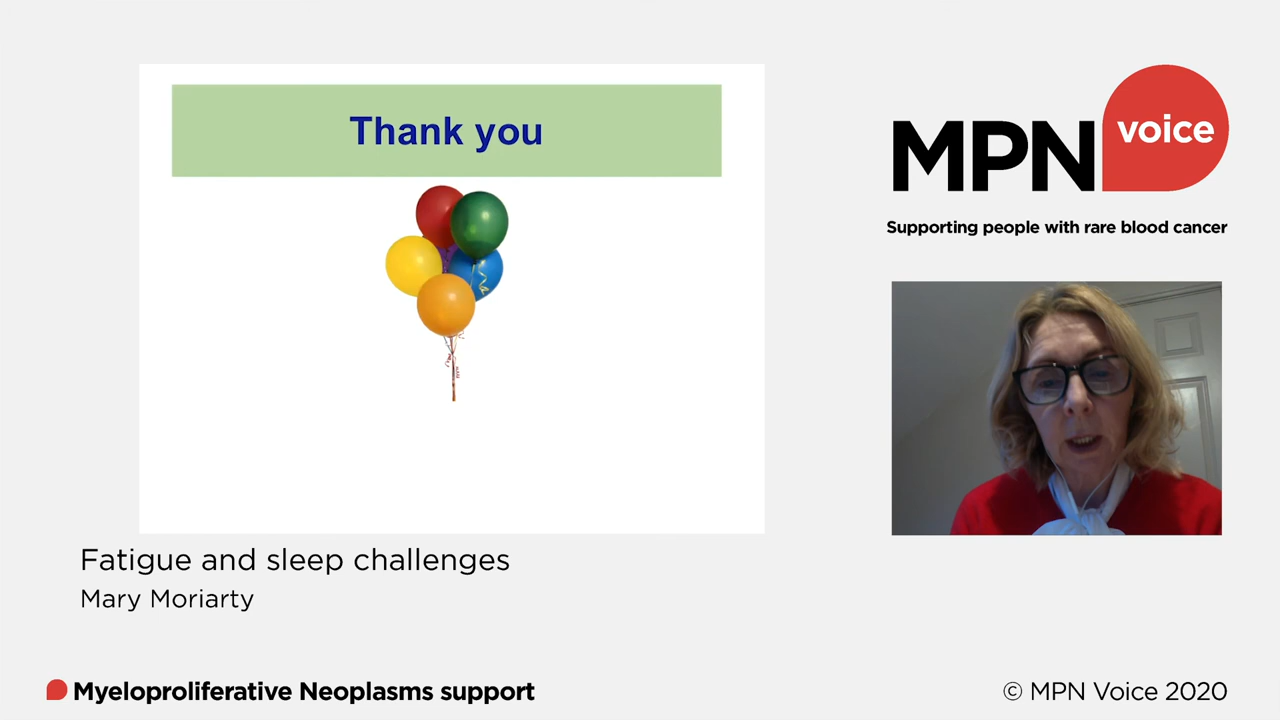 Thank you
MPN voice
Supporting people with rare blood cancer
Fatigue and sleep challenges
Mary Moriarty
Myeloproliferative Neoplasms support
© MPN Voice 2020